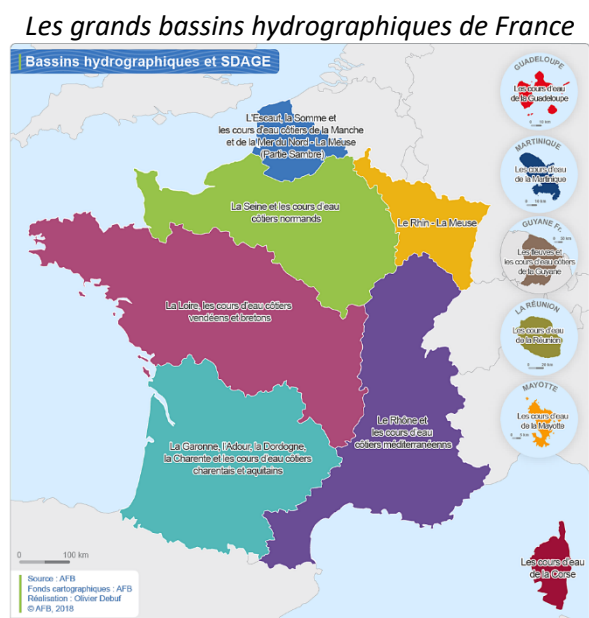 Les grands bassins hydrographiques de France
Bassins hydrographiques et SDAGE
GUADELOUPE
Les cours d'eau
de la Guadeloupe
0 10 km
L'Escaut, la Somme et
les cours d'eau côtiers de la Manche
et de la Mer du Nord - La Meuse
(Partie Sambre)
MARTINIQUE
Les cours d'eau
de la Martinique
0 10 km
La Seine et les cours d'eau
côtiers normands
Le Rhin - La Meuse
GUYANE Fr.
Les fleuves et
les cours d'eau côtiers
de la Guyane
La Loire, les cours d'eau côtiers
vendéens et bretons
LA RÉUNION
Les cours d'eau
de la Réunion
MAYOTTE
Les cours d'eau
de la Mayotte
Le Rhône et
les cours d'eau
côtiers méditerranéens
La Garonne, l'Adour, la Dordogne,
la Charente et les cours d'eau côtiers
charentais et aquitains
Les cours d'eau
de la Corse
0 100 km
Source : AFB
Fonds cartographiques : AFB
Réalisation : Olivier Debuf
© AFB, 2018